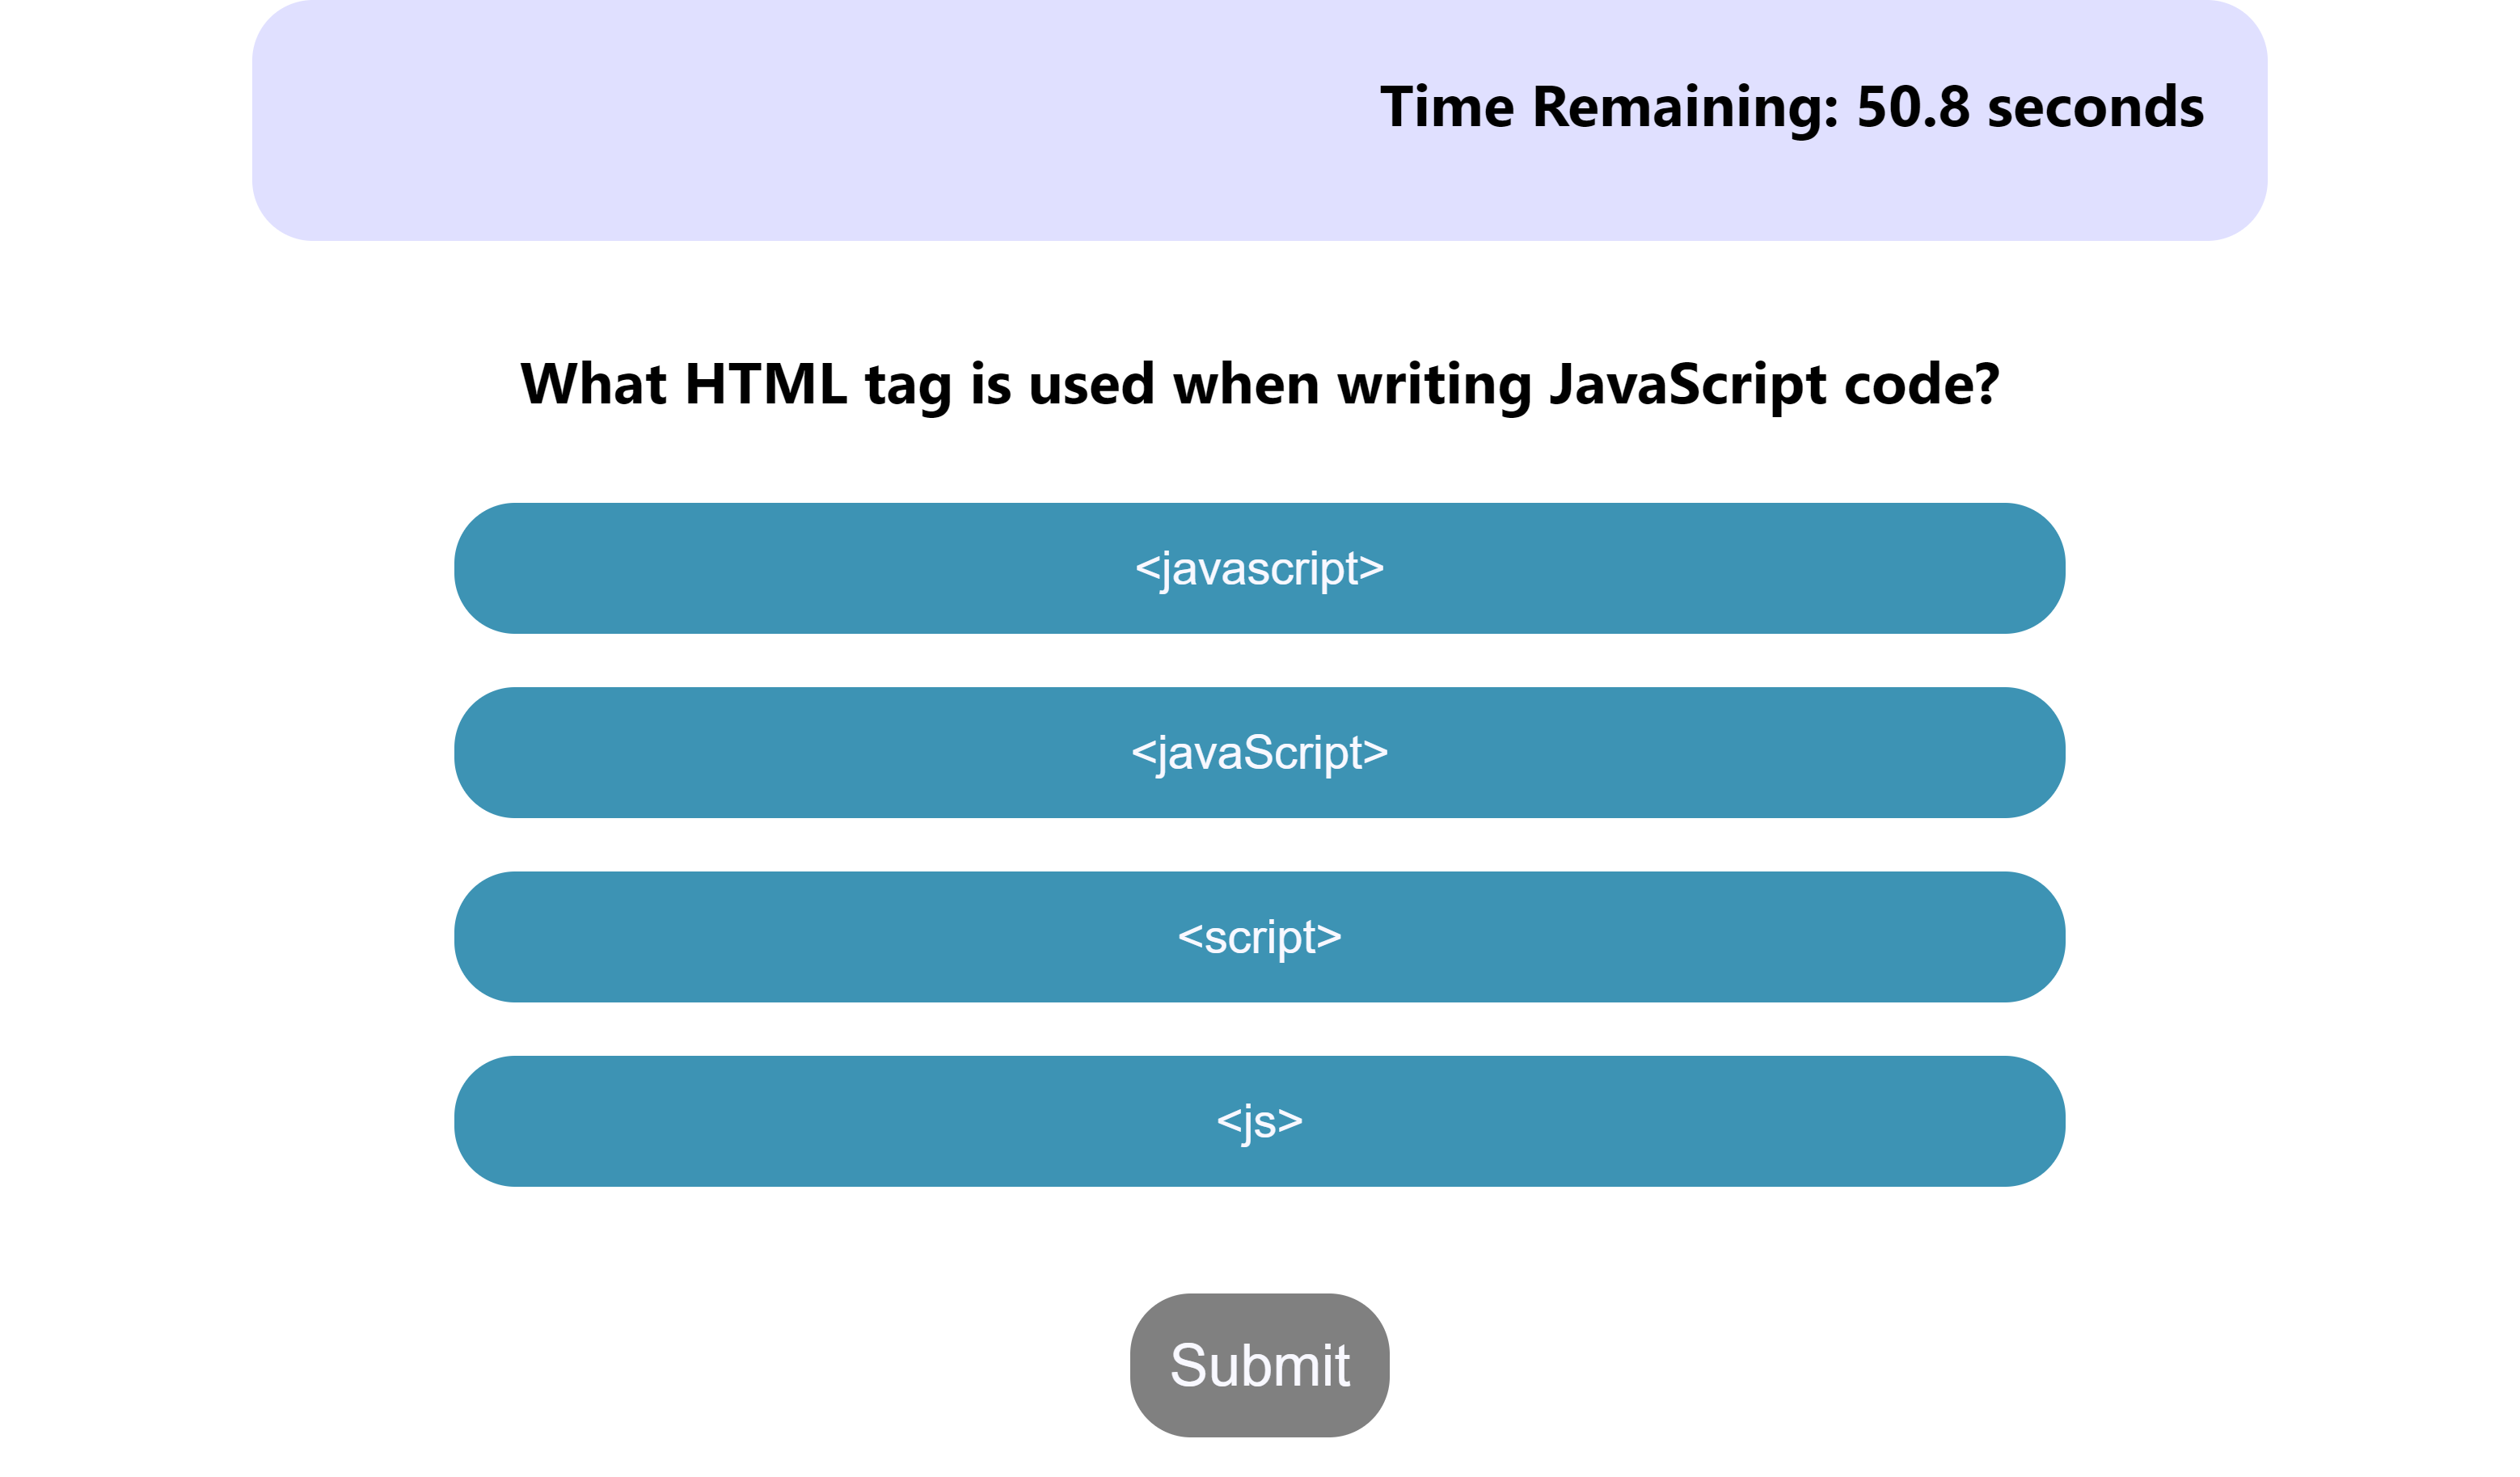 Time Remaining: 50.8 seconds
What HTML tag is used when writing JavaScript code?
<javascript>
<javaScript>
<script>
<js>
Submit